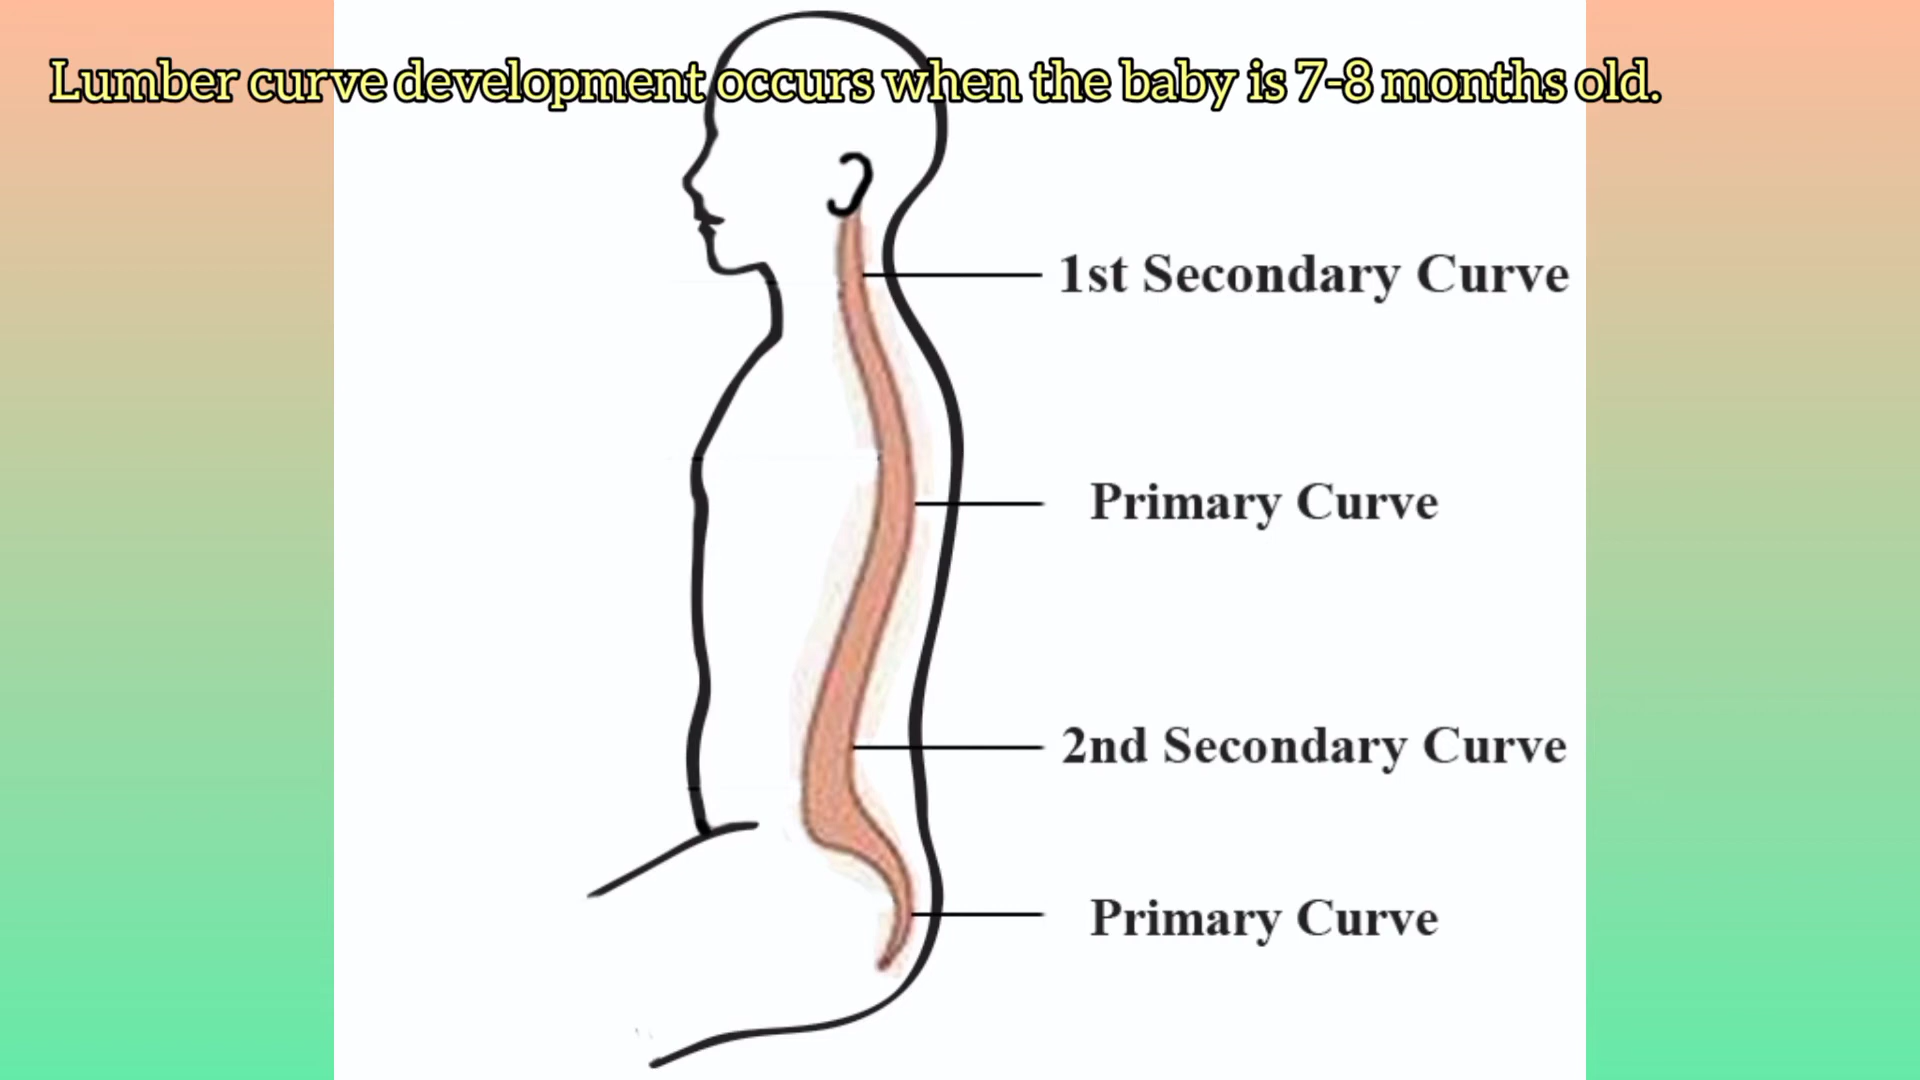 Lumber curve development occurs when the baby is 7-8 months old.
1st Secondary Curve
Primary Curve
2nd Secondary Curve
Primary Curve